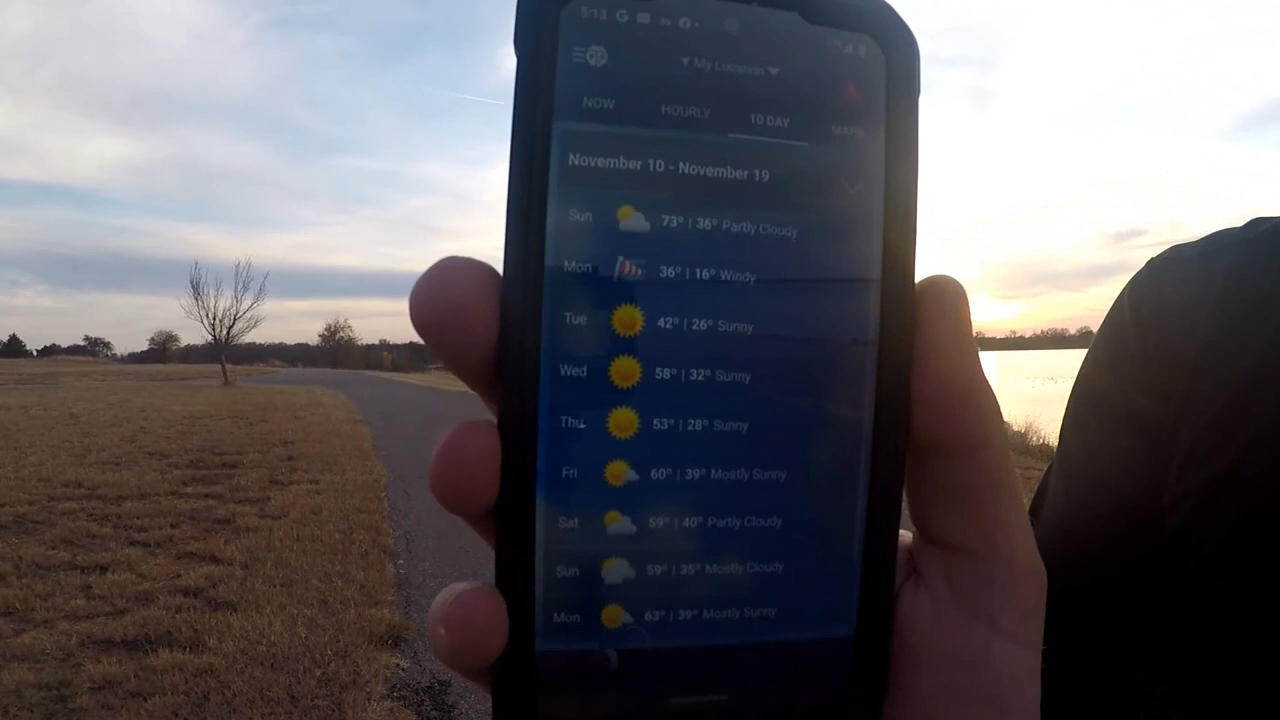 5:13
My Location
NOW HOURLY 10 DAY MAPS
November 10 - November 19
Sun 73° | 36° Partly Cloudy
Mon 36° | 16° Windy
Tue 42° | 26° Sunny
Wed 58° | 32° Sunny
Thu 53° | 28° Sunny
Fri 60° | 39° Mostly Sunny
Sat 59° | 40° Partly Cloudy
Sun 59° | 35° Mostly Cloudy
Mon 63° | 39° Mostly Sunny